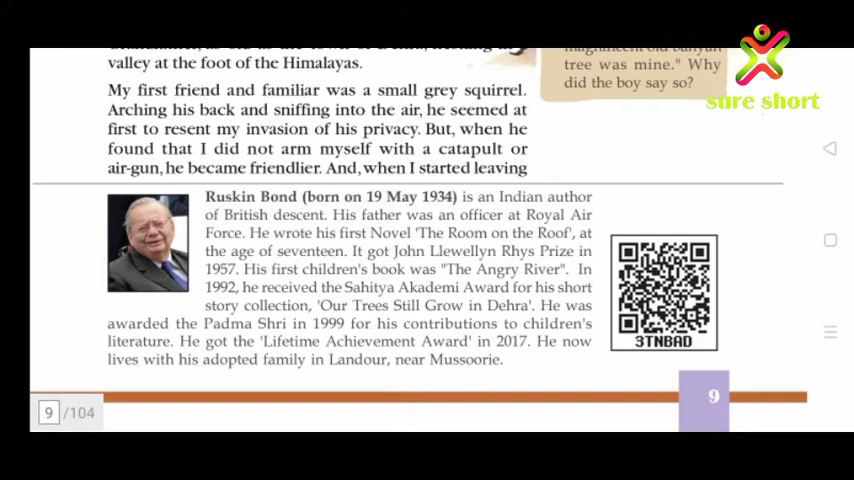 valley at the foot of the Himalayas.
My first friend and familiar was a small grey squirrel.
Arching his back and sniffing into the air, he seemed at
first to resent my invasion of his privacy. But, when he
found that I did not arm myself with a catapult or
air-gun, he became friendlier. And, when I started leaving
magnificent old banyan
tree was mine." Why
did the boy say so?
sure short
Ruskin Bond (born on 19 May 1934) is an Indian author
of British descent. His father was an officer at Royal Air
Force. He wrote his first Novel 'The Room on the Roof', at
the age of seventeen. It got John Llewellyn Rhys Prize in
1957. His first children's book was "The Angry River". In
1992, he received the Sahitya Akademi Award for his short
story collection, 'Our Trees Still Grow in Dehra'. He was
awarded the Padma Shri in 1999 for his contributions to children's
literature. He got the 'Lifetime Achievement Award' in 2017. He now
lives with his adopted family in Landour, near Mussoorie.
3TNBAD
9
9 /104